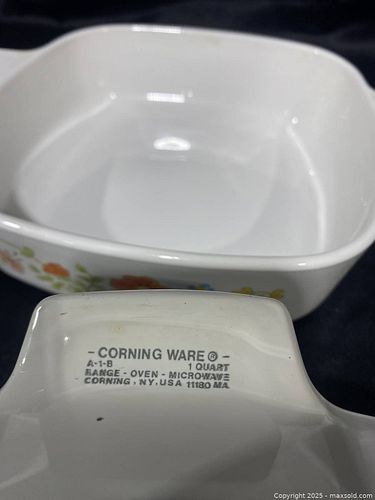 - CORNING WARE ® -
A-1-B 1 QUART
RANGE - OVEN - MICROWAVE
CORNING, NY, USA 11180 MA
Copyright 2025 - maxsold.com